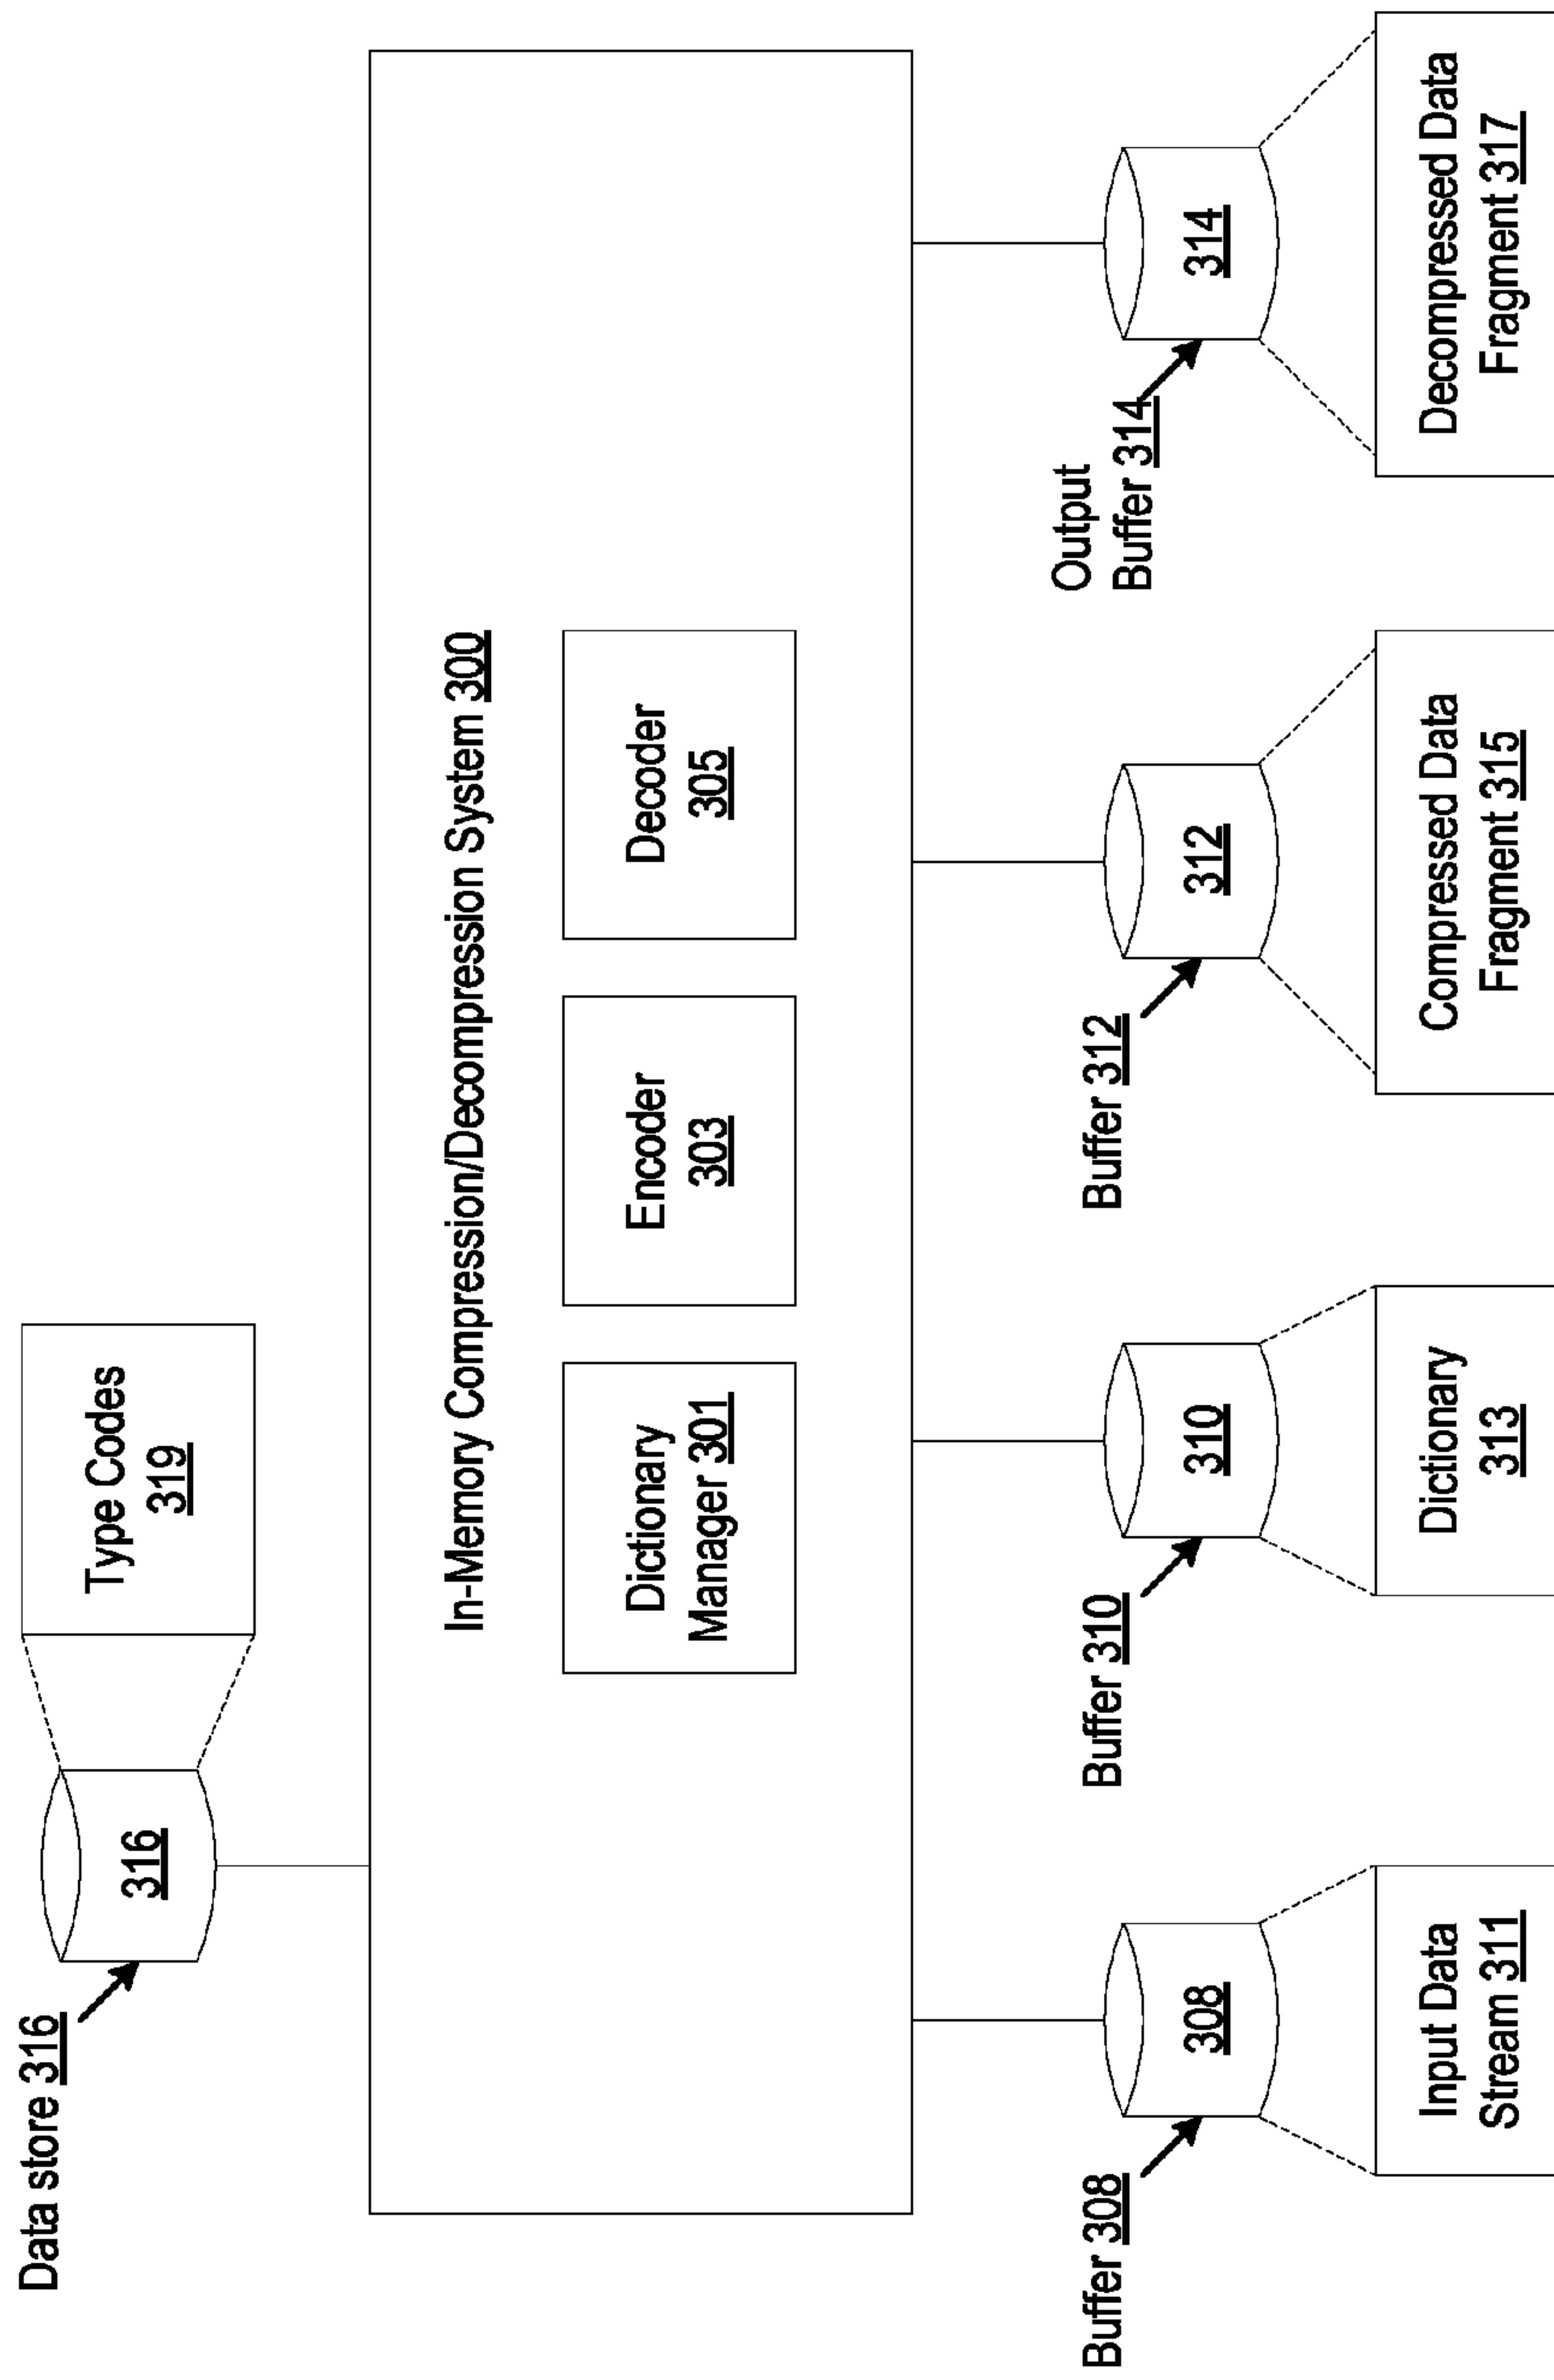 Data store 316
316
Type Codes
319
In-Memory Compression/Decompression System 300
Dictionary
Manager 301
Encoder
303
Decoder
305
Buffer 308
308
Input Data
Stream 311
Buffer 310
310
Dictionary
313
Buffer 312
312
Compressed Data
Fragment 315
Output
Buffer 314
314
Decompressed Data
Fragment 317